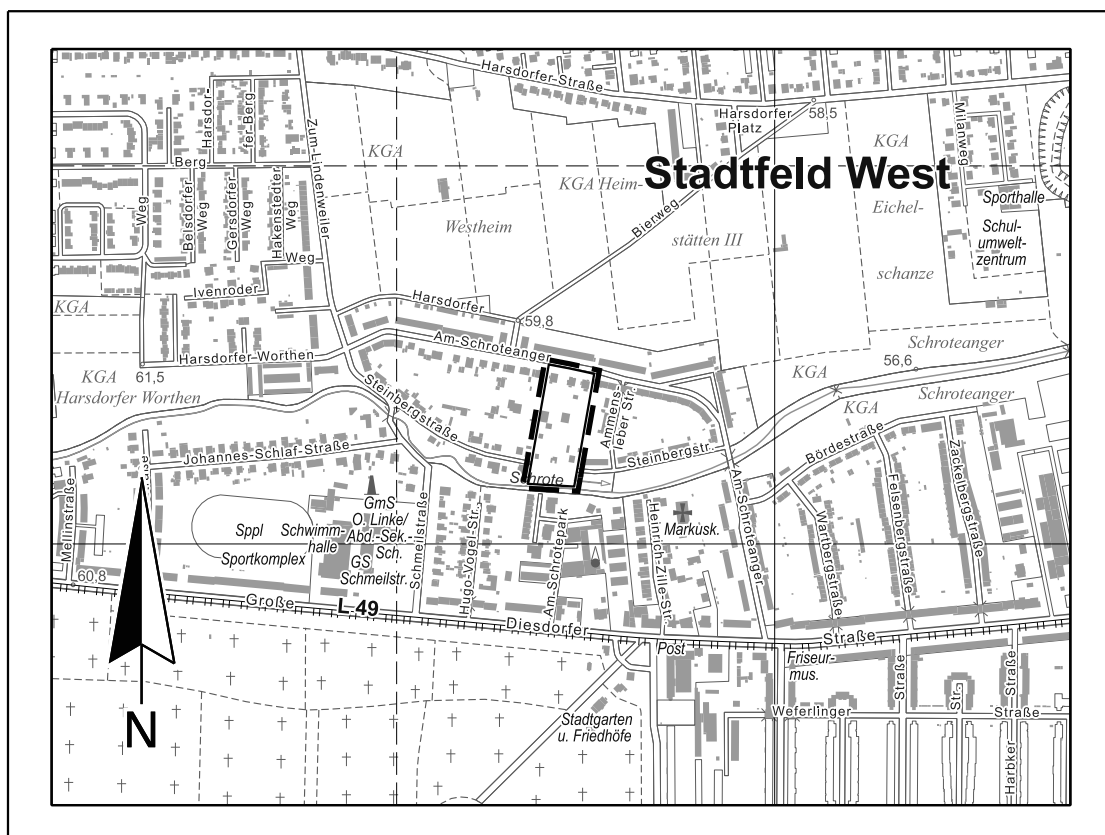 Harsdorfer-Straße
Harsdorfer
Platz
58,5
Milanweg
Harsdor-
fer-Berg
Zum-Lindenweiler
KGA
KGA
Berg
Stadtfeld West
KGA Heim-
Weg
Belsdorfer
Weg
Gersdorfer
Weg
Hakenstedter
Weg
Westheim
Bierweg
stätten III
Eichel-
schanze
Sporthalle
Schul-
umwelt-
zentrum
Weg
Ivenroder
KGA
Harsdorfer
59,8
Am-Schroteanger
Schroteanger
56,6
Harsdorfer Worthen
61,5
KGA
Harsdorfer Worthen
KGA
Schroteanger
KGA
Steinbergstraße
Ammens-
leber Str.
Steinbergstr.
Bördestraße
Johannes-Schlaf-Straße
Schrote
Zackelbergstraße
Felsenbergstraße
Wartbergstraße
Mellinstraße
Sppl
Sportkomplex
Schwimm-
halle
GmS
O. Linke/
Abd.-Sek.-
Sch.
GS
Schmeilstr.
Schmeilstraße
Hugo-Vogel-Str.
Am-Schrotepark
Heinrich-Zille-Str.
Markusk.
Am-Schroteanger
60,8
Große
L 49
Diesdorfer
Straße
Post
Friseur-
mus.
Straße
Str.
Straße
Harbker
Weferlinger
Straße
Stadtgarten
u. Friedhöfe
N